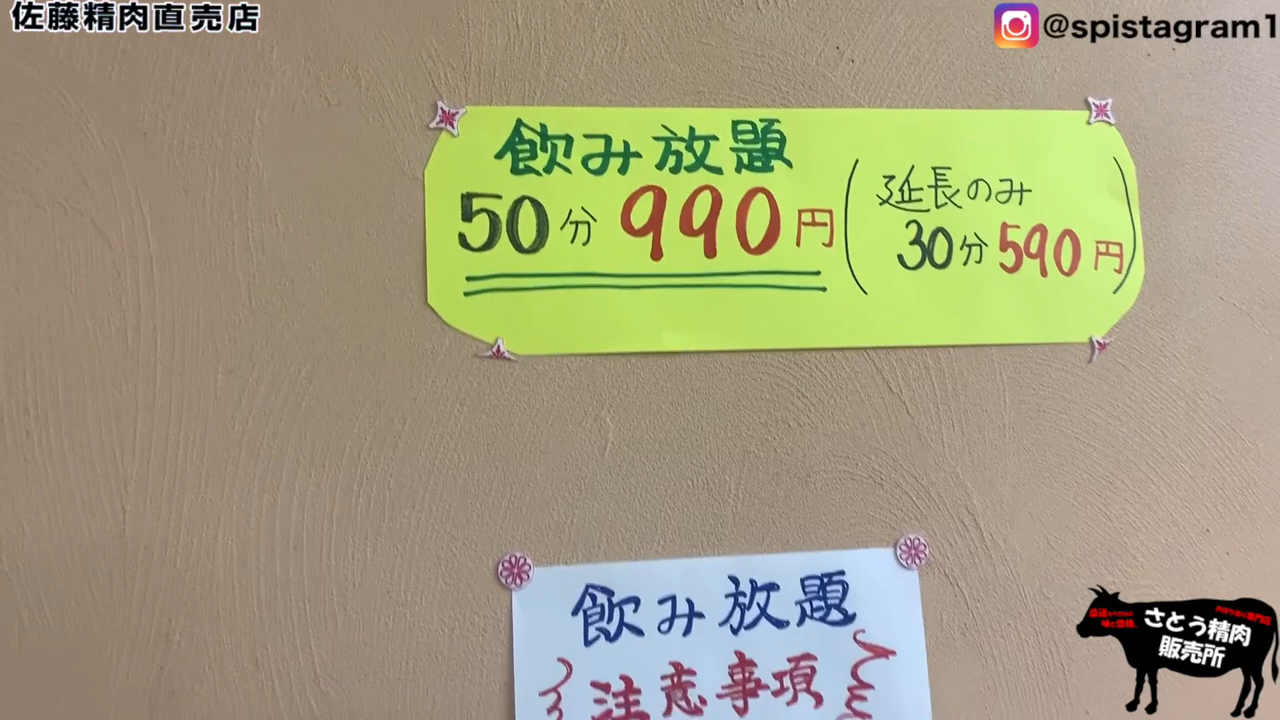 佐藤精肉直売店
@spistagram1
飲み放題
50分 990円
(延長のみ
30分 590円)
飲み放題
注意事項
さとう精肉
販売所